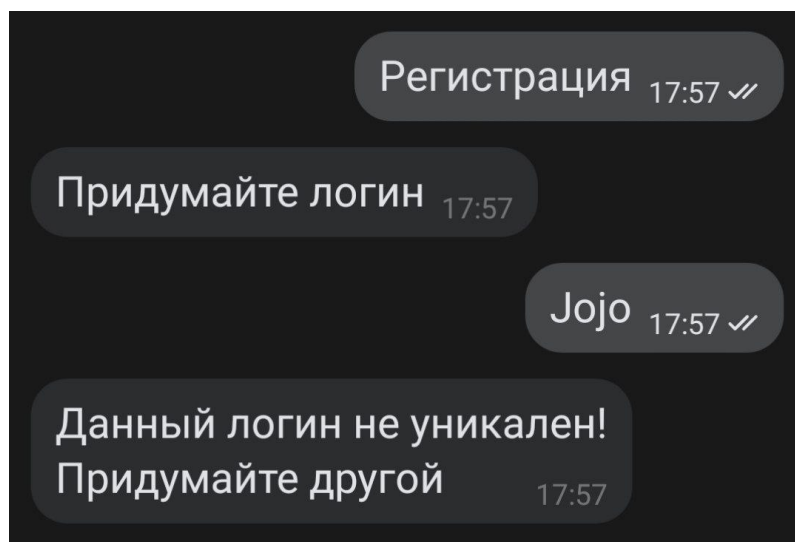 Регистрация 17:57
Придумайте логин 17:57
Jojo 17:57
Данный логин не уникален!
Придумайте другой 17:57